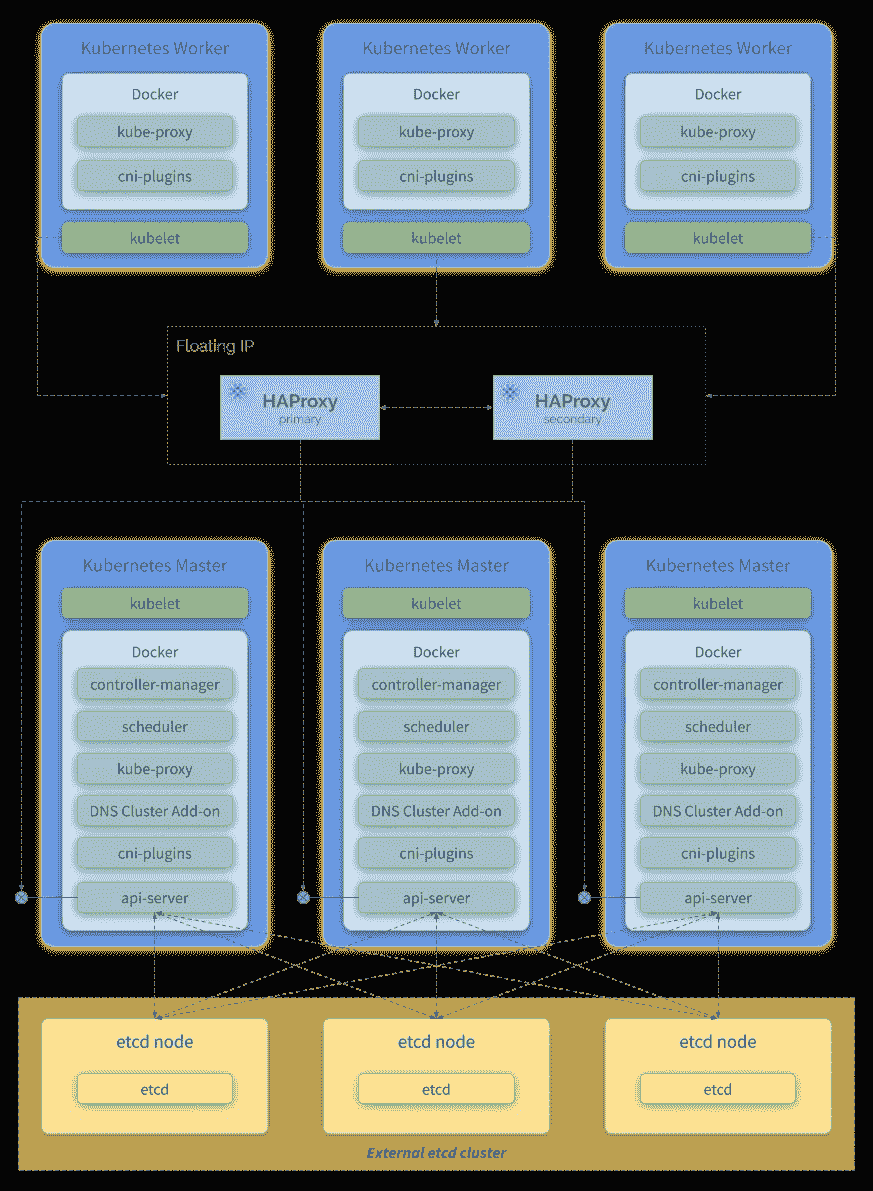 Kubernetes Worker
Docker
kube-proxy
cni-plugins
kubelet
Kubernetes Worker
Docker
kube-proxy
cni-plugins
kubelet
Kubernetes Worker
Docker
kube-proxy
cni-plugins
kubelet
Floating IP
HAProxy
primary
HAProxy
secondary
Kubernetes Master
kubelet
Docker
controller-manager
scheduler
kube-proxy
DNS Cluster Add-on
cni-plugins
api-server
Kubernetes Master
kubelet
Docker
controller-manager
scheduler
kube-proxy
DNS Cluster Add-on
cni-plugins
api-server
Kubernetes Master
kubelet
Docker
controller-manager
scheduler
kube-proxy
DNS Cluster Add-on
cni-plugins
api-server
etcd node
etcd
etcd node
etcd
etcd node
etcd
External etcd cluster